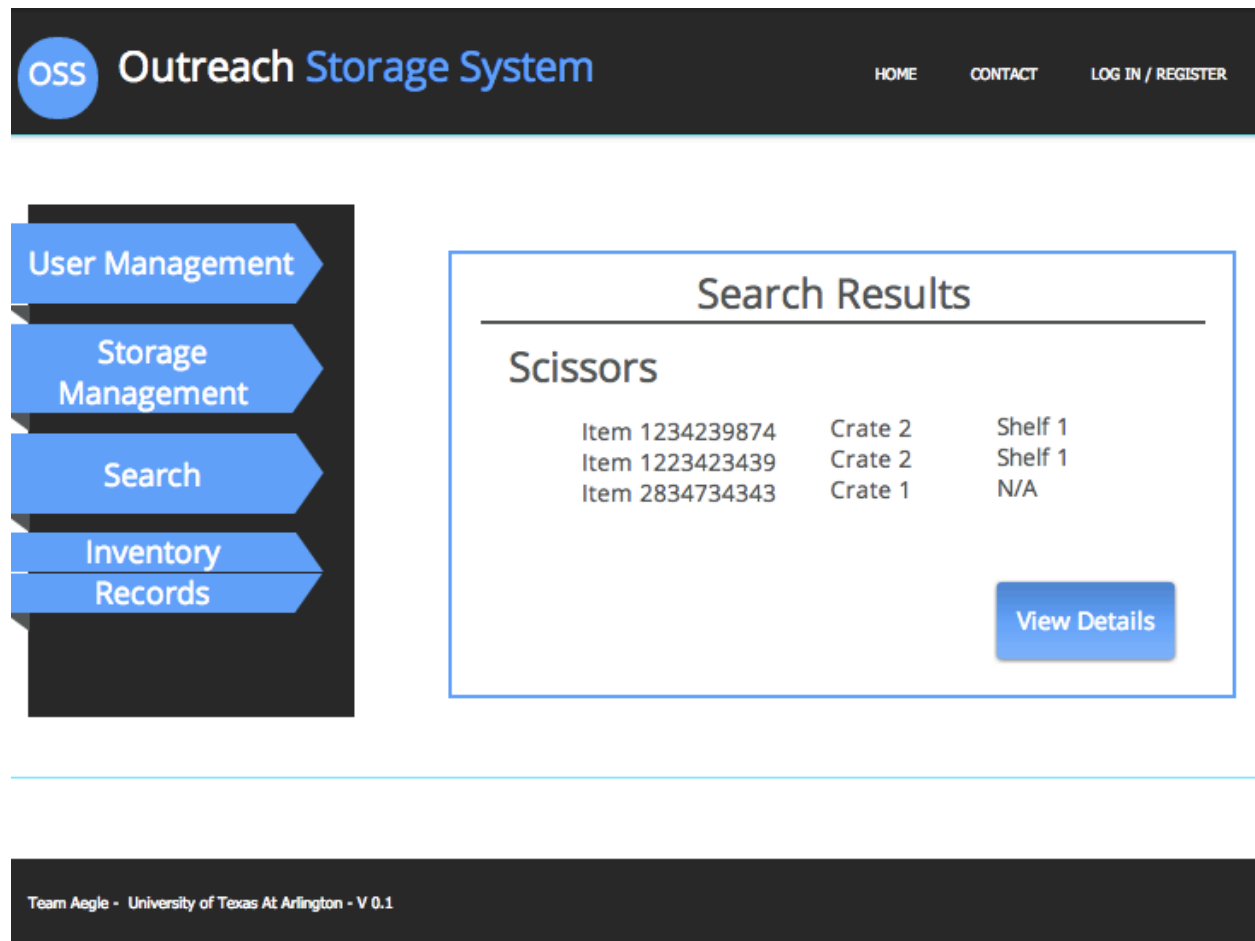 OSS
Outreach Storage System
HOME
CONTACT
LOG IN / REGISTER
User Management
Storage
Management
Search
Inventory
Records
Search Results
Scissors
Item 1234239874 Crate 2 Shelf 1
Item 1223423439 Crate 2 Shelf 1
Item 2834734343 Crate 1 N/A
View Details
Team Aegle - University of Texas At Arlington - V 0.1